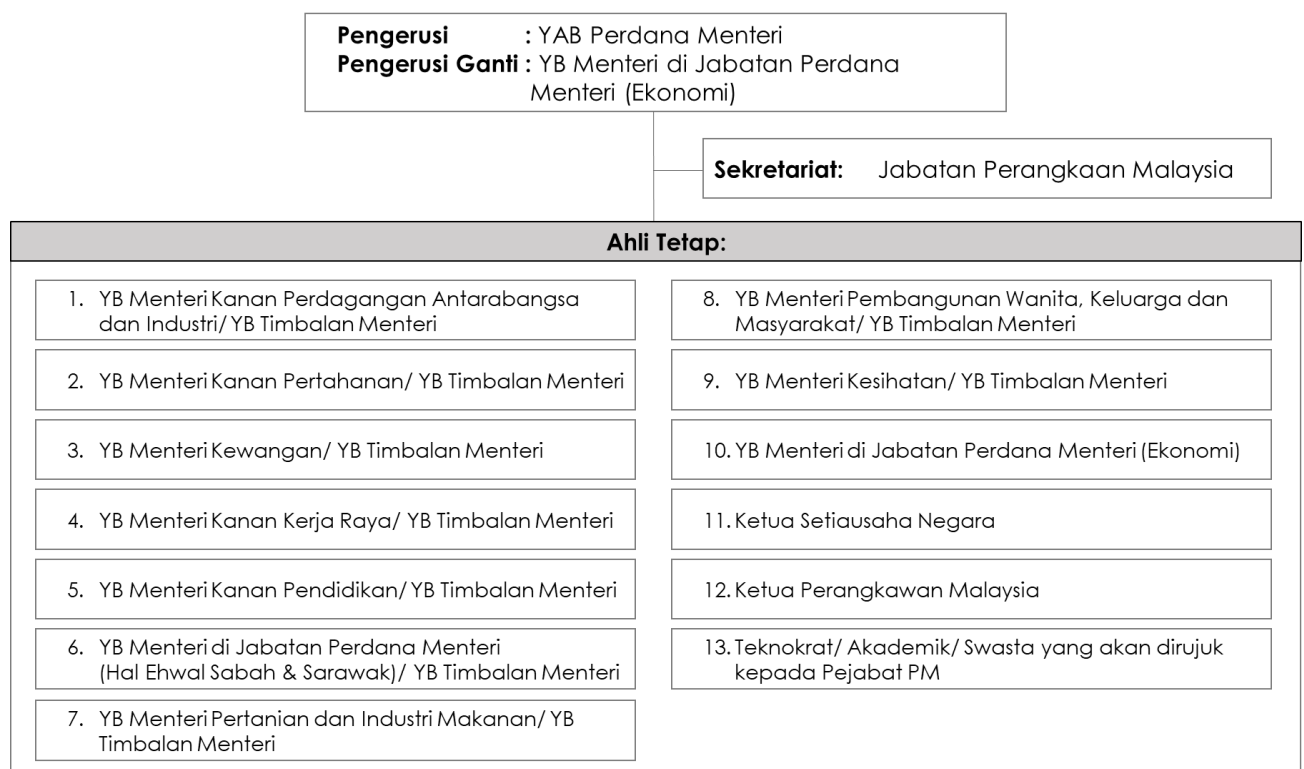 Pengerusi : YAB Perdana Menteri
Pengerusi Ganti : YB Menteri di Jabatan Perdana
Menteri (Ekonomi)
Sekretariat: Jabatan Perangkaan Malaysia
Ahli Tetap:
1. YB Menteri Kanan Perdagangan Antarabangsa
dan Industri/ YB Timbalan Menteri
2. YB Menteri Kanan Pertahanan/ YB Timbalan Menteri
3. YB Menteri Kewangan/ YB Timbalan Menteri
4. YB Menteri Kanan Kerja Raya/ YB Timbalan Menteri
5. YB Menteri Kanan Pendidikan/ YB Timbalan Menteri
6. YB Menteri di Jabatan Perdana Menteri
(Hal Ehwal Sabah & Sarawak)/ YB Timbalan Menteri
7. YB Menteri Pertanian dan Industri Makanan/ YB
Timbalan Menteri
8. YB Menteri Pembangunan Wanita, Keluarga dan
Masyarakat/ YB Timbalan Menteri
9. YB Menteri Kesihatan/ YB Timbalan Menteri
10. YB Menteri di Jabatan Perdana Menteri (Ekonomi)
11. Ketua Setiausaha Negara
12. Ketua Perangkawan Malaysia
13. Teknokrat/ Akademik/ Swasta yang akan dirujuk
kepada Pejabat PM